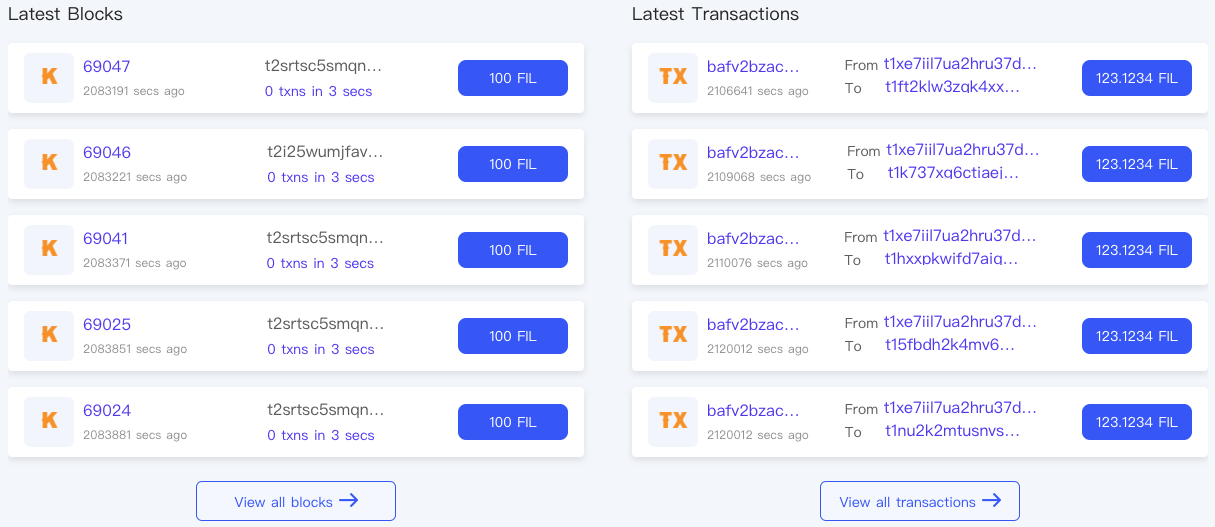 Latest Blocks
K 69047 t2srtsc5smqn... 100 FIL
2083191 secs ago 0 txns in 3 secs
K 69046 t2i25wumjfav... 100 FIL
2083221 secs ago 0 txns in 3 secs
K 69041 t2srtsc5smqn... 100 FIL
2083371 secs ago 0 txns in 3 secs
K 69025 t2srtsc5smqn... 100 FIL
2083851 secs ago 0 txns in 3 secs
K 69024 t2srtsc5smqn... 100 FIL
2083881 secs ago 0 txns in 3 secs
View all blocks →
Latest Transactions
TX bafv2bzac... From t1xe7iil7ua2hru37d... 123.1234 FIL
2106641 secs ago To t1ft2klw3zgk4xx...
TX bafv2bzac... From t1xe7iil7ua2hru37d... 123.1234 FIL
2109068 secs ago To t1k737xg6ctiaej...
TX bafv2bzac... From t1xe7iil7ua2hru37d... 123.1234 FIL
2110076 secs ago To t1hxxpkwifd7aig...
TX bafv2bzac... From t1xe7iil7ua2hru37d... 123.1234 FIL
2120012 secs ago To t15fbdh2k4mv6...
TX bafv2bzac... From t1xe7iil7ua2hru37d... 123.1234 FIL
2120012 secs ago To t1nu2k2mtusnvs...
View all transactions →